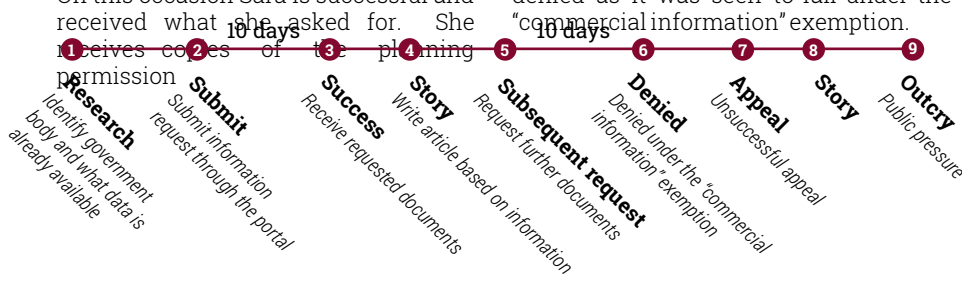 On this occasion Sara is successful and
received what she asked for. She
receives copies of the planning
permission
denied as it was seen to fall under the
“commercial information” exemption.
10 days
10 days
1
2
3
4
5
6
7
8
9
Research
Identify government
body and what data is
already available
Submit
Submit information
request through the portal
Success
Receive requested documents
Story
Write article based on information
Subsequent request
Request further documents
Denied
Denied under the “commercial
information” exemption
Appeal
Unsuccessful appeal
Story
Outcry
Public pressure